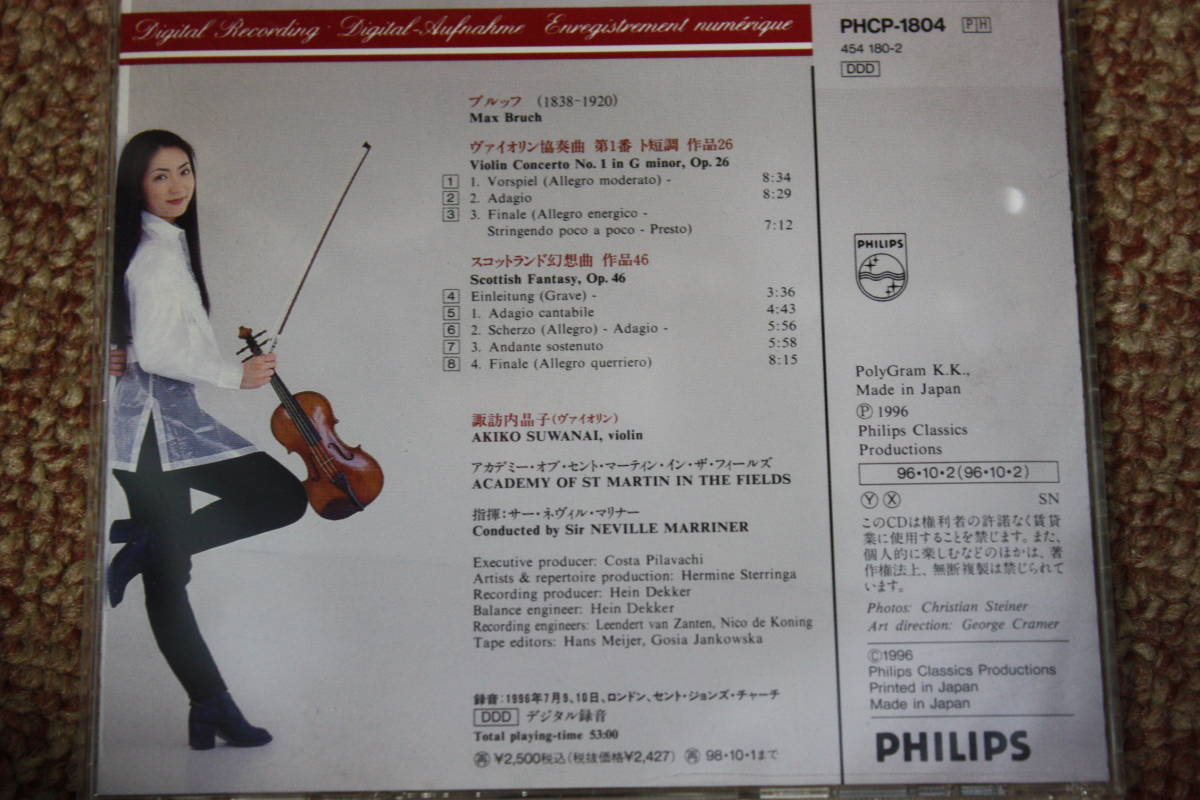 Digital Recording · Digital-Aufnahme Enregistrement numérique
PHCP-1804 PH
454 180-2
DDD
ブルッフ (1838-1920)
Max Bruch
ヴァイオリン協奏曲 第1番 ト短調 作品26
Violin Concerto No. 1 in G minor, Op. 26
1 1. Vorspiel (Allegro moderato) - 8:34
2 2. Adagio 8:29
3 3. Finale (Allegro energico -
Stringendo poco a poco - Presto) 7:12
スコットランド幻想曲 作品46
Scottish Fantasy, Op. 46
4 Einleitung (Grave) - 3:36
5 1. Adagio cantabile 4:43
6 2. Scherzo (Allegro) - Adagio - 5:56
7 3. Andante sostenuto 5:58
8 4. Finale (Allegro querriero) 8:15
諏訪内晶子(ヴァイオリン)
AKIKO SUWANAI, violin
アカデミー・オブ・セント・マーティン・イン・ザ・フィールズ
ACADEMY OF ST MARTIN IN THE FIELDS
指揮:サー・ネヴィル・マリナー
Conducted by Sir NEVILLE MARRINER
Executive producer: Costa Pilavachi
Artists & repertoire production: Hermine Sterringa
Recording producer: Hein Dekker
Balance engineer: Hein Dekker
Recording engineers: Leendert van Zanten, Nico de Koning
Tape editors: Hans Meijer, Gosia Jankowska
録音:1996年7月9、10日、ロンドン、セント・ジョンズ・チャーチ
DDD デジタル録音
Total playing-time 53:00
再 ¥2,500税込(税抜価格¥2,427) 再 98・10・1まで
PHILIPS
PolyGram K.K.,
Made in Japan
Ⓟ 1996
Philips Classics
Productions
96・10・2(96・10・2)
Ⓨ Ⓧ SN
このCDは権利者の許諾なく賃貸
業に使用することを禁じます。また、
個人的に楽しむなどのほかは、著
作権法上、無断複製は禁じられて
います。
Photos: Christian Steiner
Art direction: George Cramer
©1996
Philips Classics Productions
Printed in Japan
Made in Japan
PHILIPS